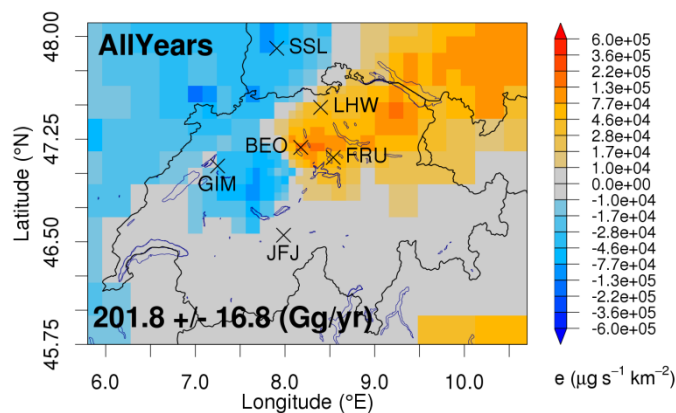 AllYears
SSL
LHW
BEO
FRU
GIM
JFJ
201.8 +/- 16.8 (Gg/yr)
48.00
47.25
46.50
45.75
Latitude (°N)
6.0 7.0 8.0 9.0 10.0
Longitude (°E)
6.0e+05
3.6e+05
2.2e+05
1.3e+05
7.7e+04
4.6e+04
2.8e+04
1.7e+04
1.0e+04
0.0e+00
-1.0e+04
-1.7e+04
-2.8e+04
-4.6e+04
-7.7e+04
-1.3e+05
-2.2e+05
-3.6e+05
-6.0e+05
e (μg s⁻¹ km⁻²)